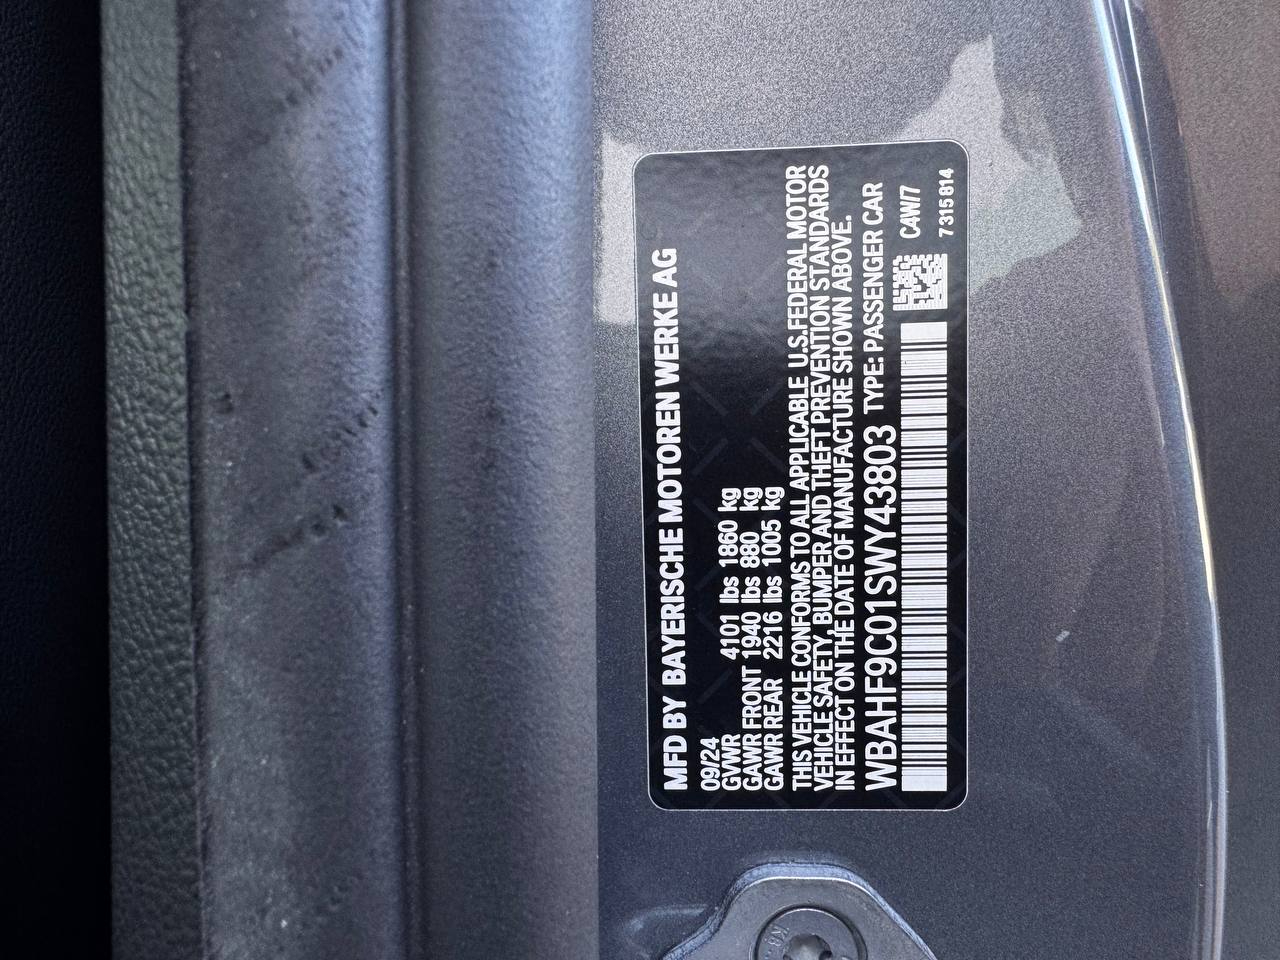 MFD BY BAYERISCHE MOTOREN WERKE AG
09/24
GVWR 4101 lbs 1860 kg
GAWR FRONT 1940 lbs 880 kg
GAWR REAR 2216 lbs 1005 kg
THIS VEHICLE CONFORMS TO ALL APPLICABLE U.S.FEDERAL MOTOR
VEHICLE SAFETY, BUMPER AND THEFT PREVENTION STANDARDS
IN EFFECT ON THE DATE OF MANUFACTURE SHOWN ABOVE.
WBAHF9C01SWY43803 TYPE: PASSENGER CAR
C4W/7
7 315 814